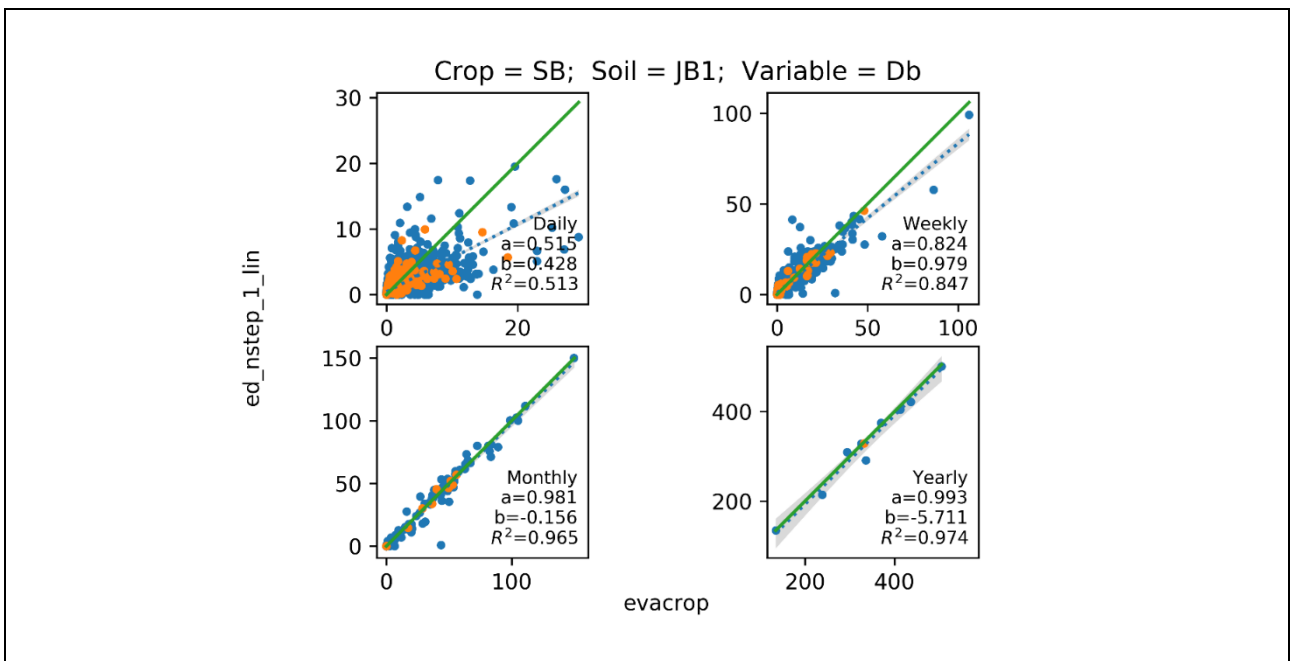 Crop = SB;  Soil = JB1;  Variable = Db
ed_nstep_1_lin
30
20
10
0
0
20
Daily
a=0.515
b=0.428
R²=0.513
100
50
0
0
50
100
Weekly
a=0.824
b=0.979
R²=0.847
150
100
50
0
0
100
Monthly
a=0.981
b=-0.156
R²=0.965
400
200
200
400
Yearly
a=0.993
b=-5.711
R²=0.974
evacrop